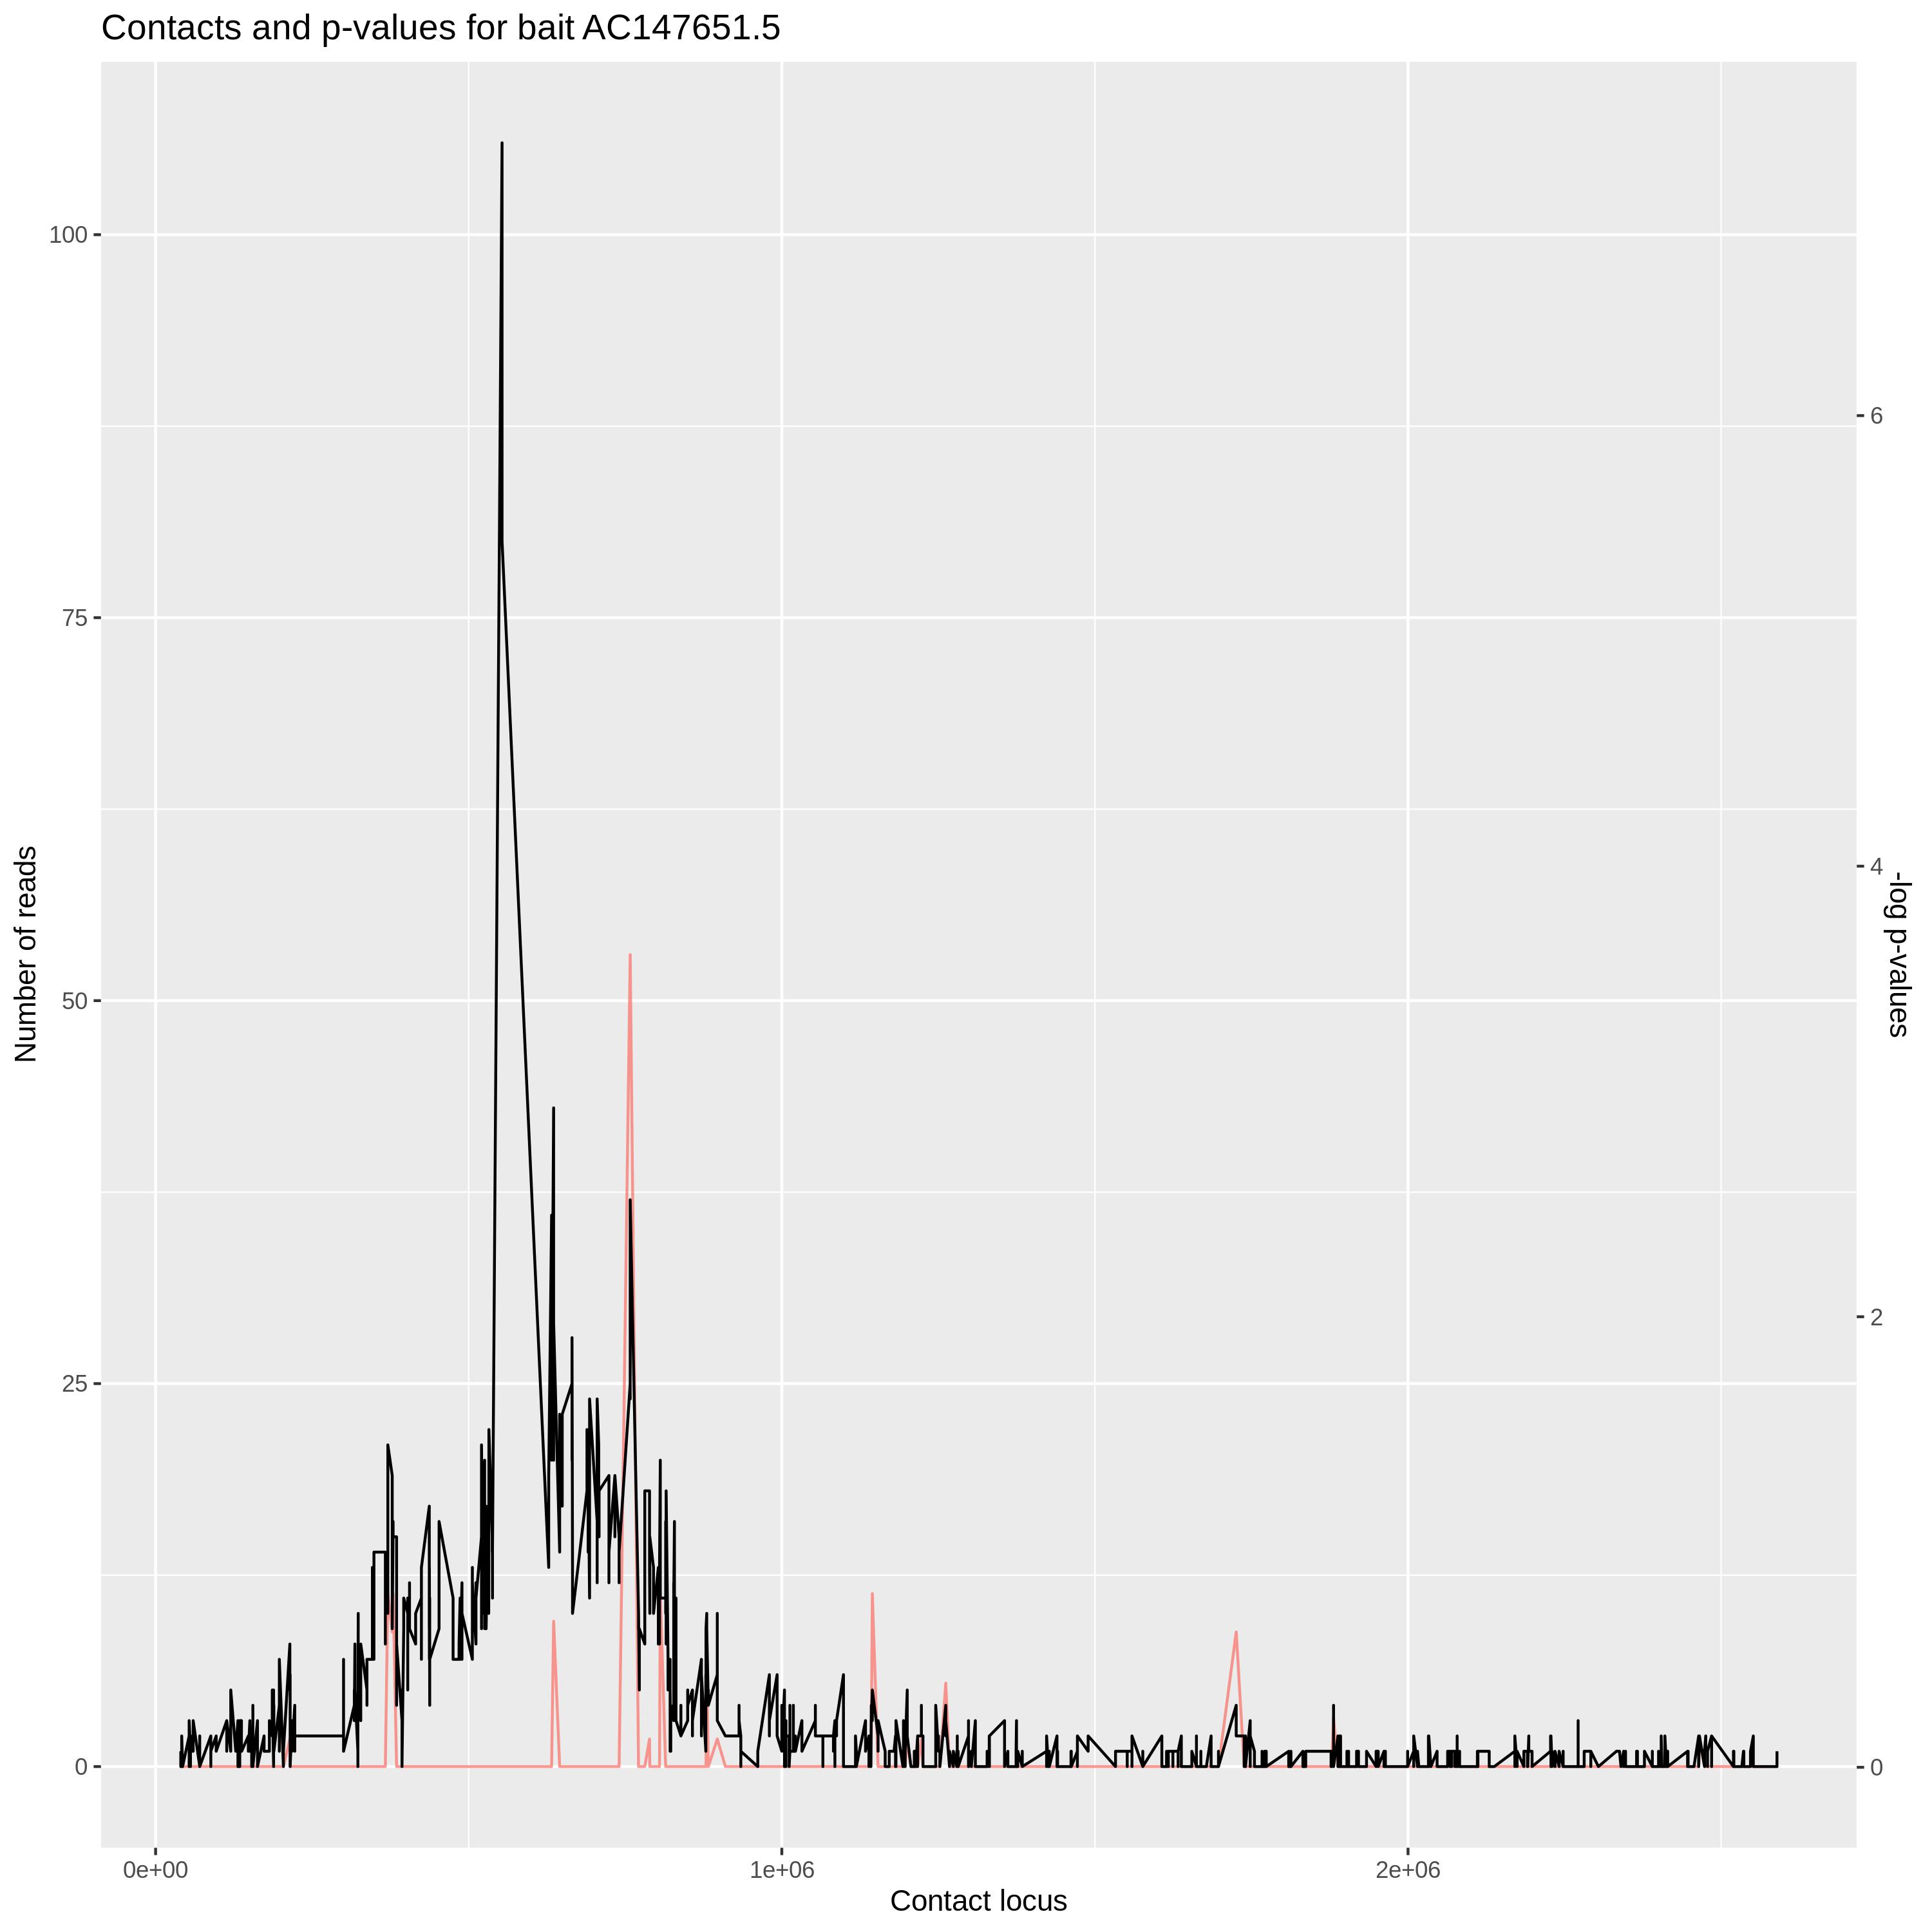 Contacts and p-values for bait AC147651.5
100
75
50
25
0
Number of reads
6
4
2
0
-log p-values
0e+00
1e+06
2e+06
Contact locus